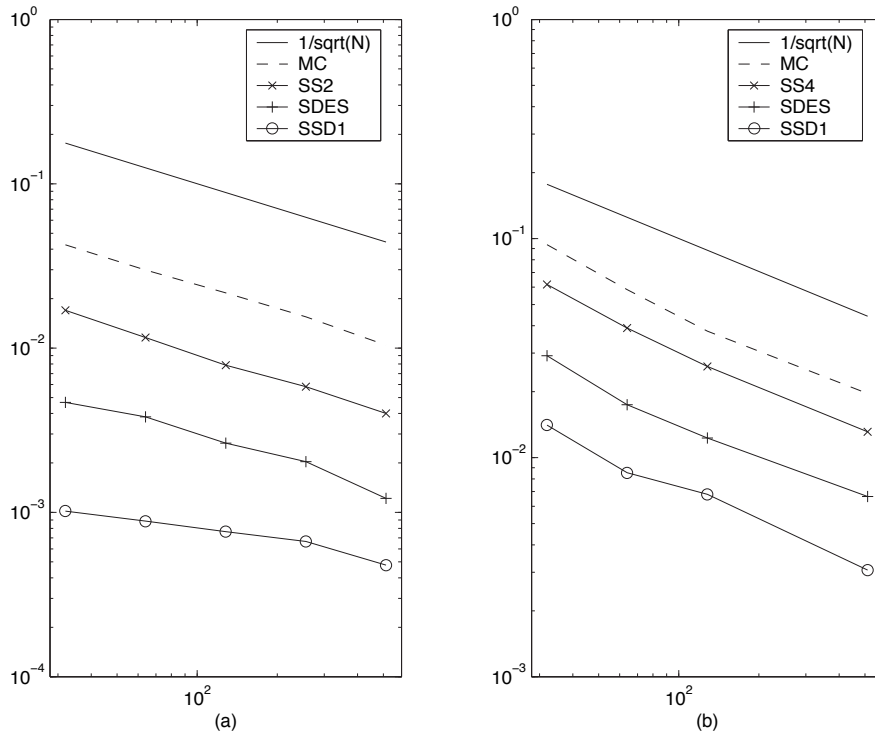 10^0
10^-1
10^-2
10^-3
10^-4
10^2
1/sqrt(N)
MC
SS2
SDES
SSD1
(a)
10^0
10^-1
10^-2
10^-3
10^2
1/sqrt(N)
MC
SS4
SDES
SSD1
(b)